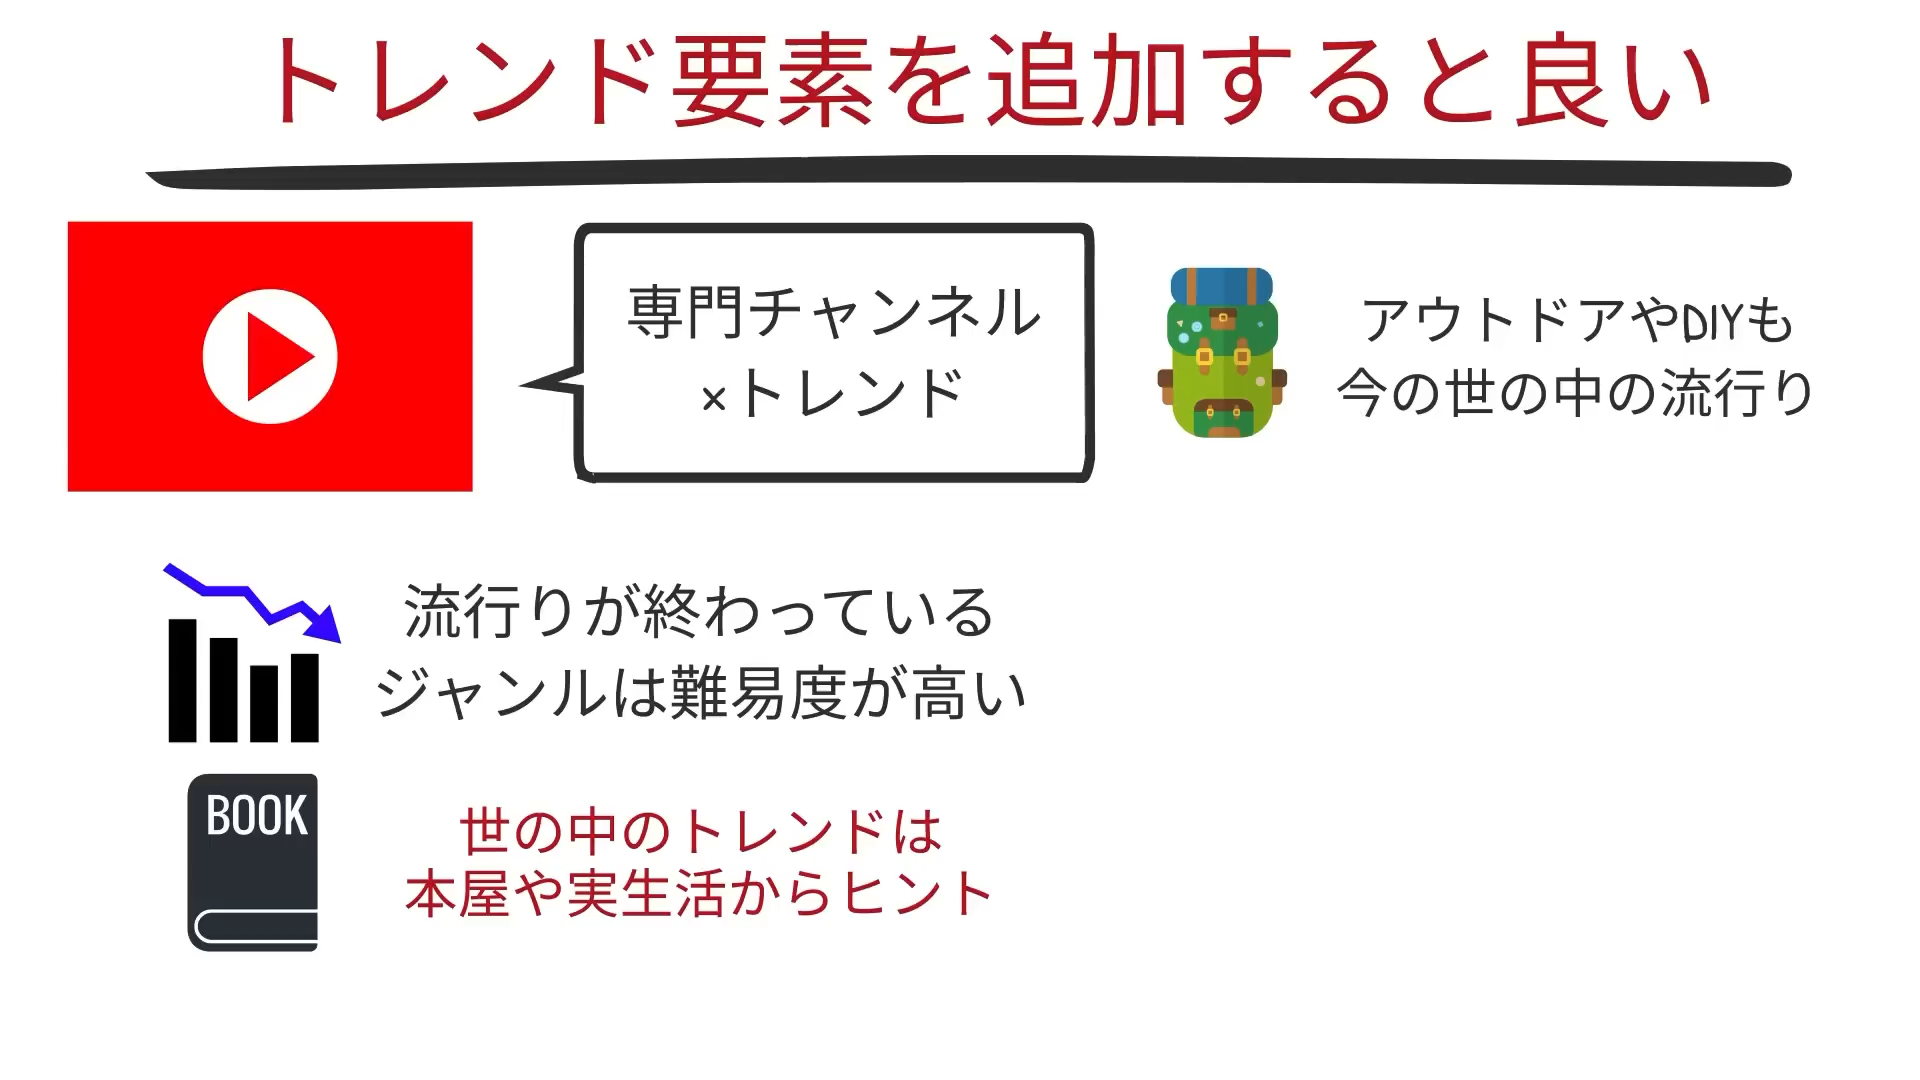 トレンド要素を追加すると良い
専門チャンネル
×トレンド
アウトドアやDIYも
今の世の中の流行り
流行りが終わっている
ジャンルは難易度が高い
BOOK
世の中のトレンドは
本屋や実生活からヒント